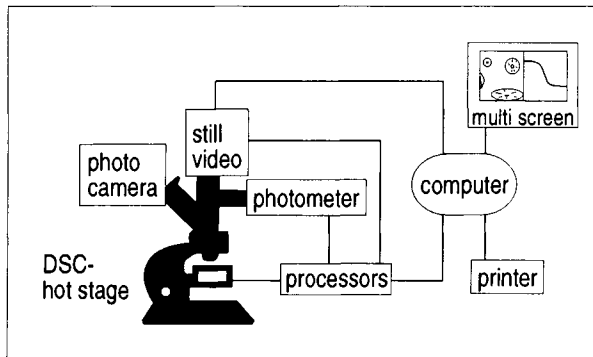 still
video
photo
camera
photometer
DSC-
hot stage
processors
multi screen
computer
printer